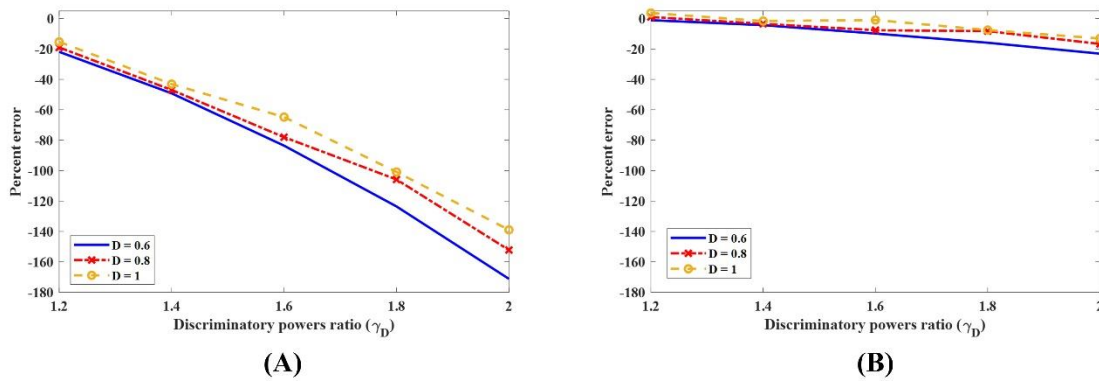 0
-20
-40
-60
-80
-100
-120
-140
-160
-180
Percent error
D = 0.6
D = 0.8
D = 1
1.2 1.4 1.6 1.8 2
Discriminatory powers ratio (γD)
(A)
0
-20
-40
-60
-80
-100
-120
-140
-160
-180
Percent error
D = 0.6
D = 0.8
D = 1
1.2 1.4 1.6 1.8 2
Discriminatory powers ratio (γD)
(B)